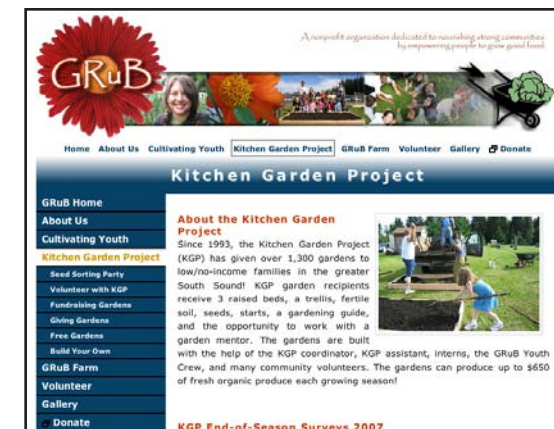 GRuB
A nonprofit organization dedicated to nourishing strong communities
by empowering people to grow good food.
Home About Us Cultivating Youth Kitchen Garden Project GRuB Farm Volunteer Gallery Donate
Kitchen Garden Project
GRuB Home
About Us
Cultivating Youth
Kitchen Garden Project
Seed Sorting Party
Volunteer with KGP
Fundraising Gardens
Giving Gardens
Free Gardens
Build Your Own
GRuB Farm
Volunteer
Gallery
Donate
About the Kitchen Garden
Project
Since 1993, the Kitchen Garden Project
(KGP) has given over 1,300 gardens to
low/no-income families in the greater
South Sound! KGP garden recipients
receive 3 raised beds, a trellis, fertile
soil, seeds, starts, a gardening guide,
and the opportunity to work with a
garden mentor. The gardens are built
with the help of the KGP coordinator, KGP assistant, interns, the GRuB Youth
Crew, and many community volunteers. The gardens can produce up to $650
of fresh organic produce each growing season!
KGP End-of-Season Surveys 2007